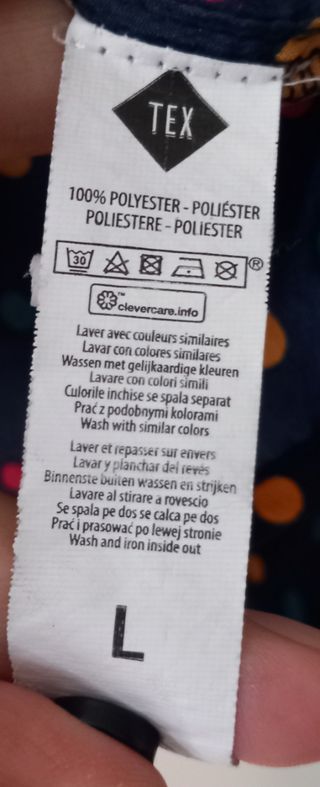 TEX
100% POLYESTER - POLIÉSTER
POLIESTERE - POLIESTER
30
®
™
clevercare.info
Laver avec couleurs similaires
Lavar con colores similares
Wassen met gelijkaardige kleuren
Lavare con colori simili
Culorile inchise se spala separat
Prać z podobnymi kolorami
Wash with similar colors
Laver et repasser sur envers
Lavar y planchar del revés
Binnenste buiten wassen en strijken
Lavare al stirare a rovescio
Se spala pe dos se calca pe dos
Prać i prasować po lewej stronie
Wash and iron inside out
L